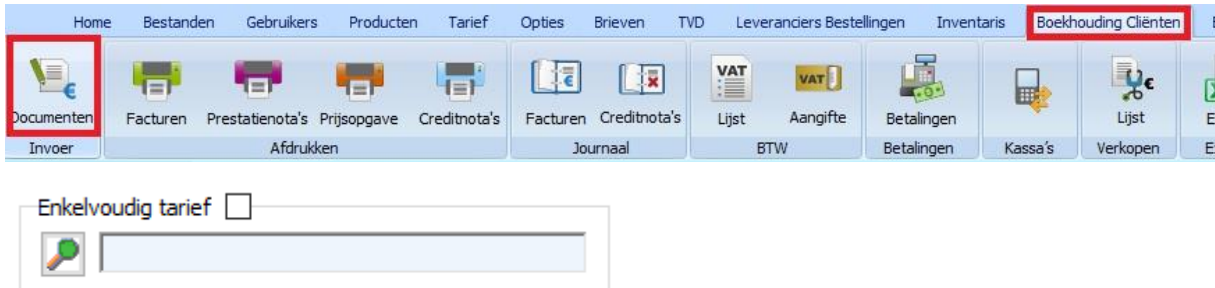 Home Bestanden Gebruikers Producten Tarief Opties Brieven TVD Leveranciers Bestellingen Inventaris Boekhouding Cliënten
VAT VAT
Documenten Facturen Prestatienota's Prijsopgave Creditnota's Facturen Creditnota's Lijst Aangifte Betalingen Lijst
Invoer Afdrukken Journaal BTW Betalingen Kassa's Verkopen
Enkelvoudig tarief